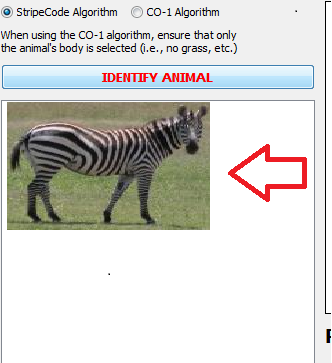 StripeCode Algorithm CO-1 Algorithm
When using the CO-1 algorithm, ensure that only
the animal's body is selected (i.e., no grass, etc.)
IDENTIFY ANIMAL